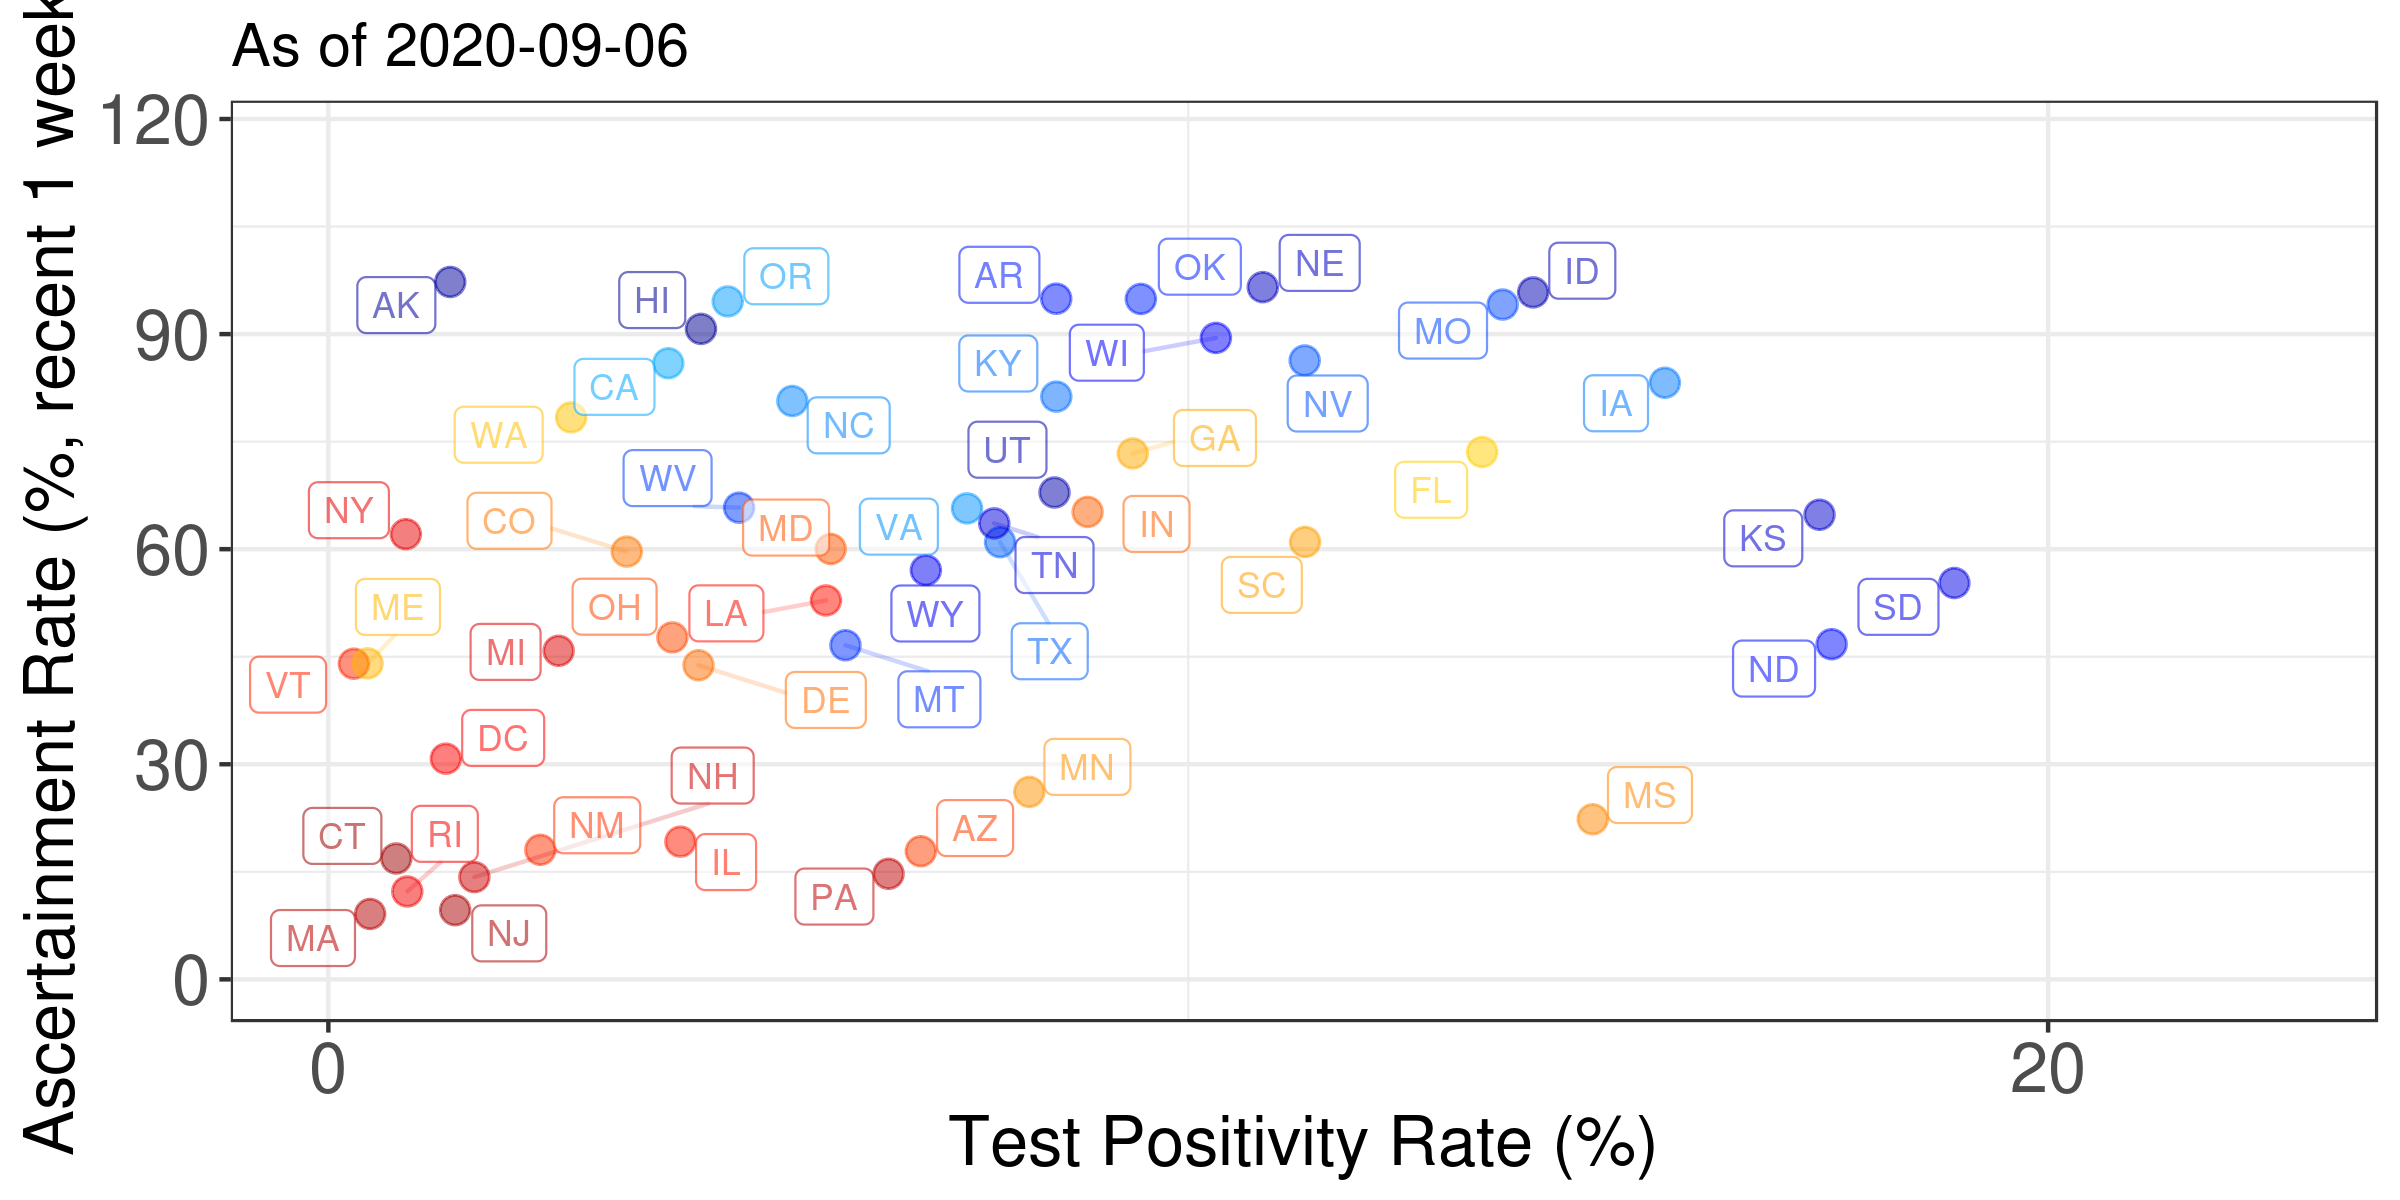 As of 2020-09-06
Ascertainment Rate (%, recent 1 week
120
90
60
30
0
OR
AR
OK
NE
ID
AK
HI
MO
WI
KY
CA
NV
IA
NC
WA
GA
UT
WV
FL
NY
CO
MD
VA
IN
KS
TN
SC
ME
OH
LA
WY
SD
MI
TX
ND
VT
DE
MT
DC
NH
MN
MS
CT
RI
NM
AZ
IL
PA
MA
NJ
0
20
Test Positivity Rate (%)